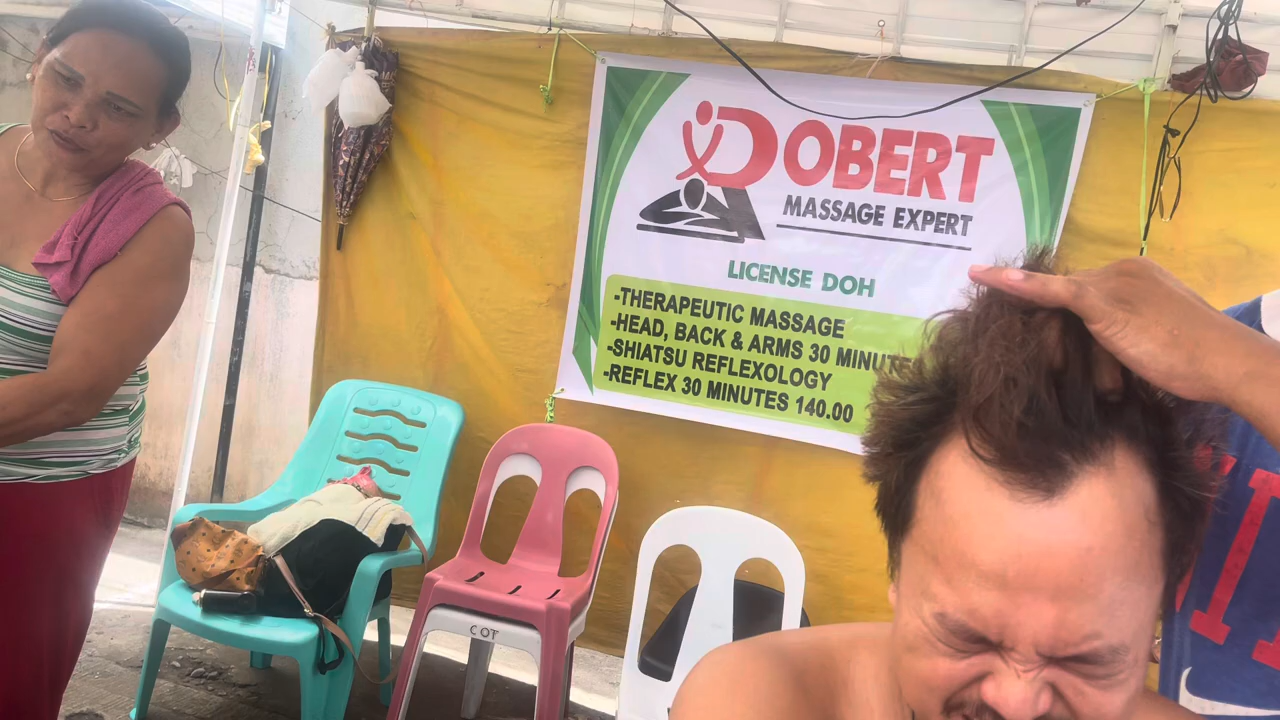 DOBERT
MASSAGE EXPERT
LICENSE DOH
-THERAPEUTIC MASSAGE
-HEAD, BACK & ARMS 30 MINUTE
-SHIATSU REFLEXOLOGY
-REFLEX 30 MINUTES 140.00
COT